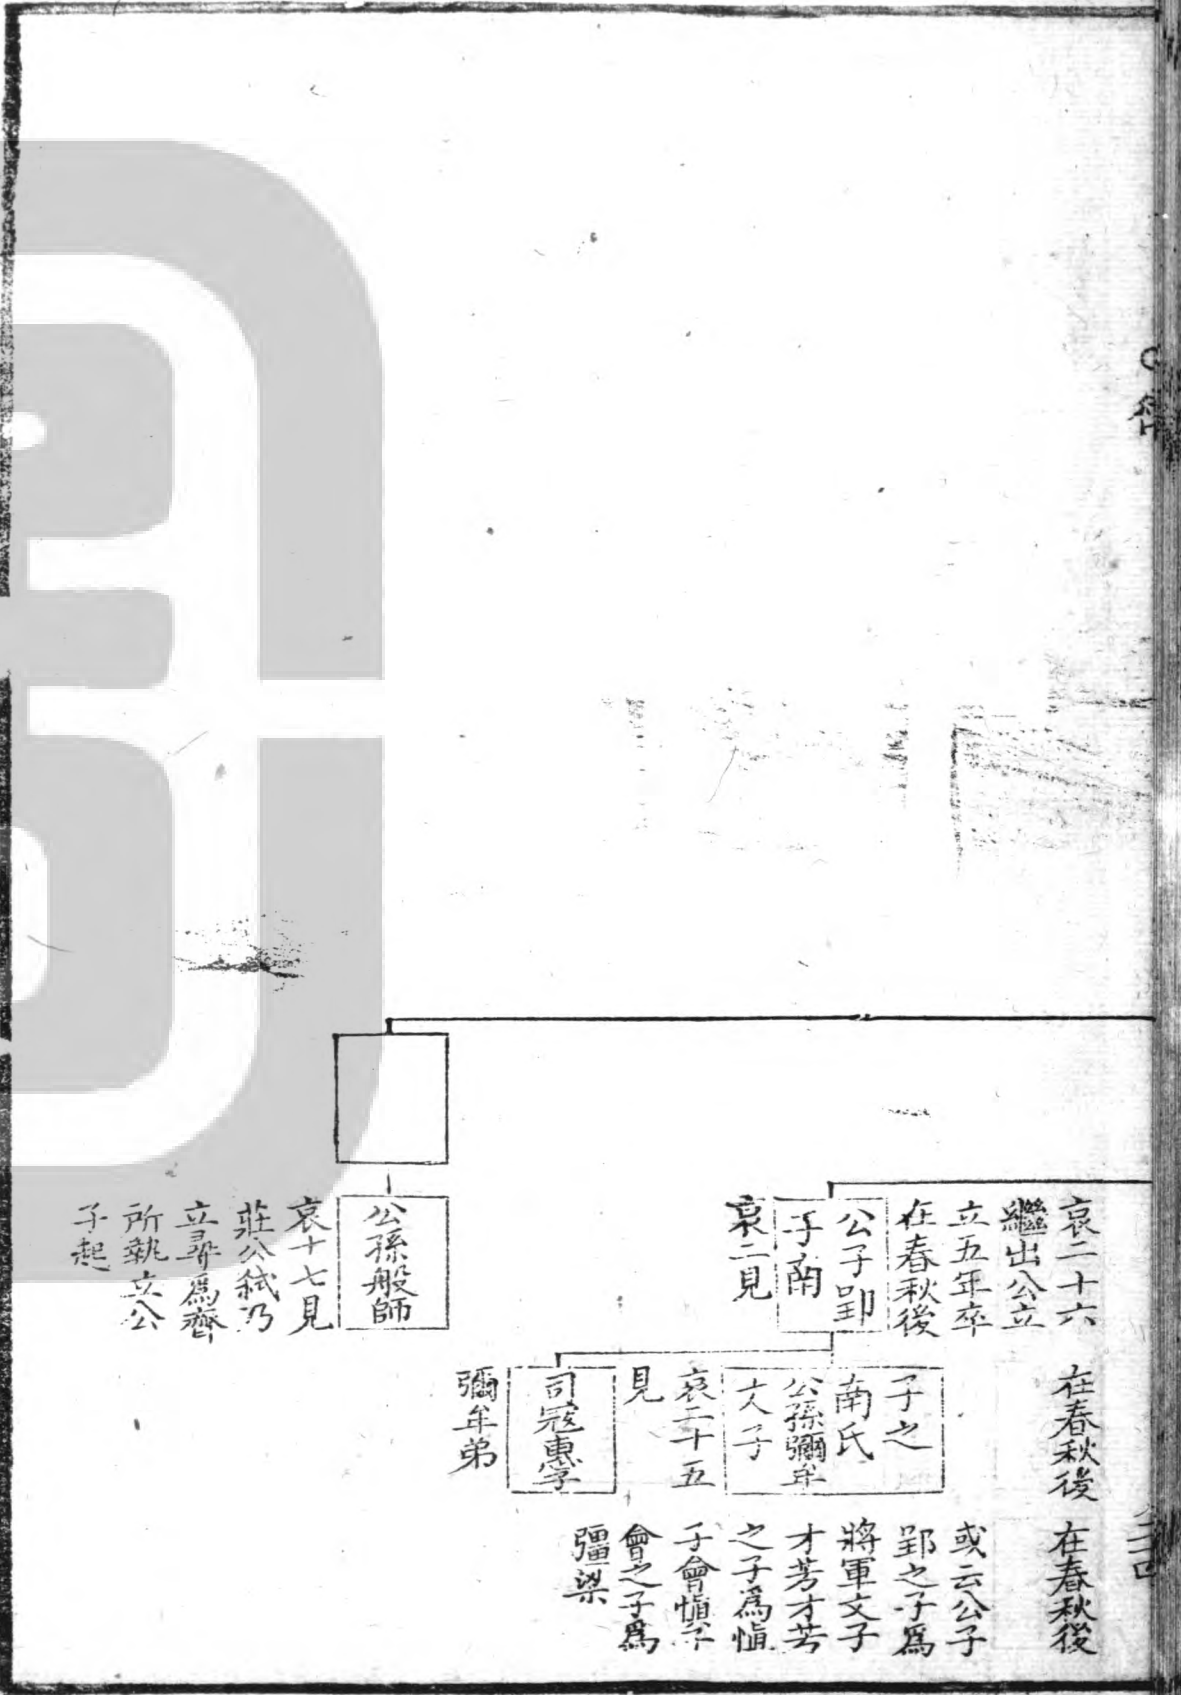 哀二十六
繼出公立
立五年卒
在春秋後
公子郢
子南
哀二見
公孫般師
哀十七見
莊公弑乃
立尋爲齊
所執立公
子起
在春秋後
子之
南氏
公孫彌牟
文子
哀二十五
見
司寇惠子
彌牟弟
在春秋後
或云公子
郢之子爲
將軍文子
才芳才芳
之子爲愼
子會愼子
會之子爲
彊梁